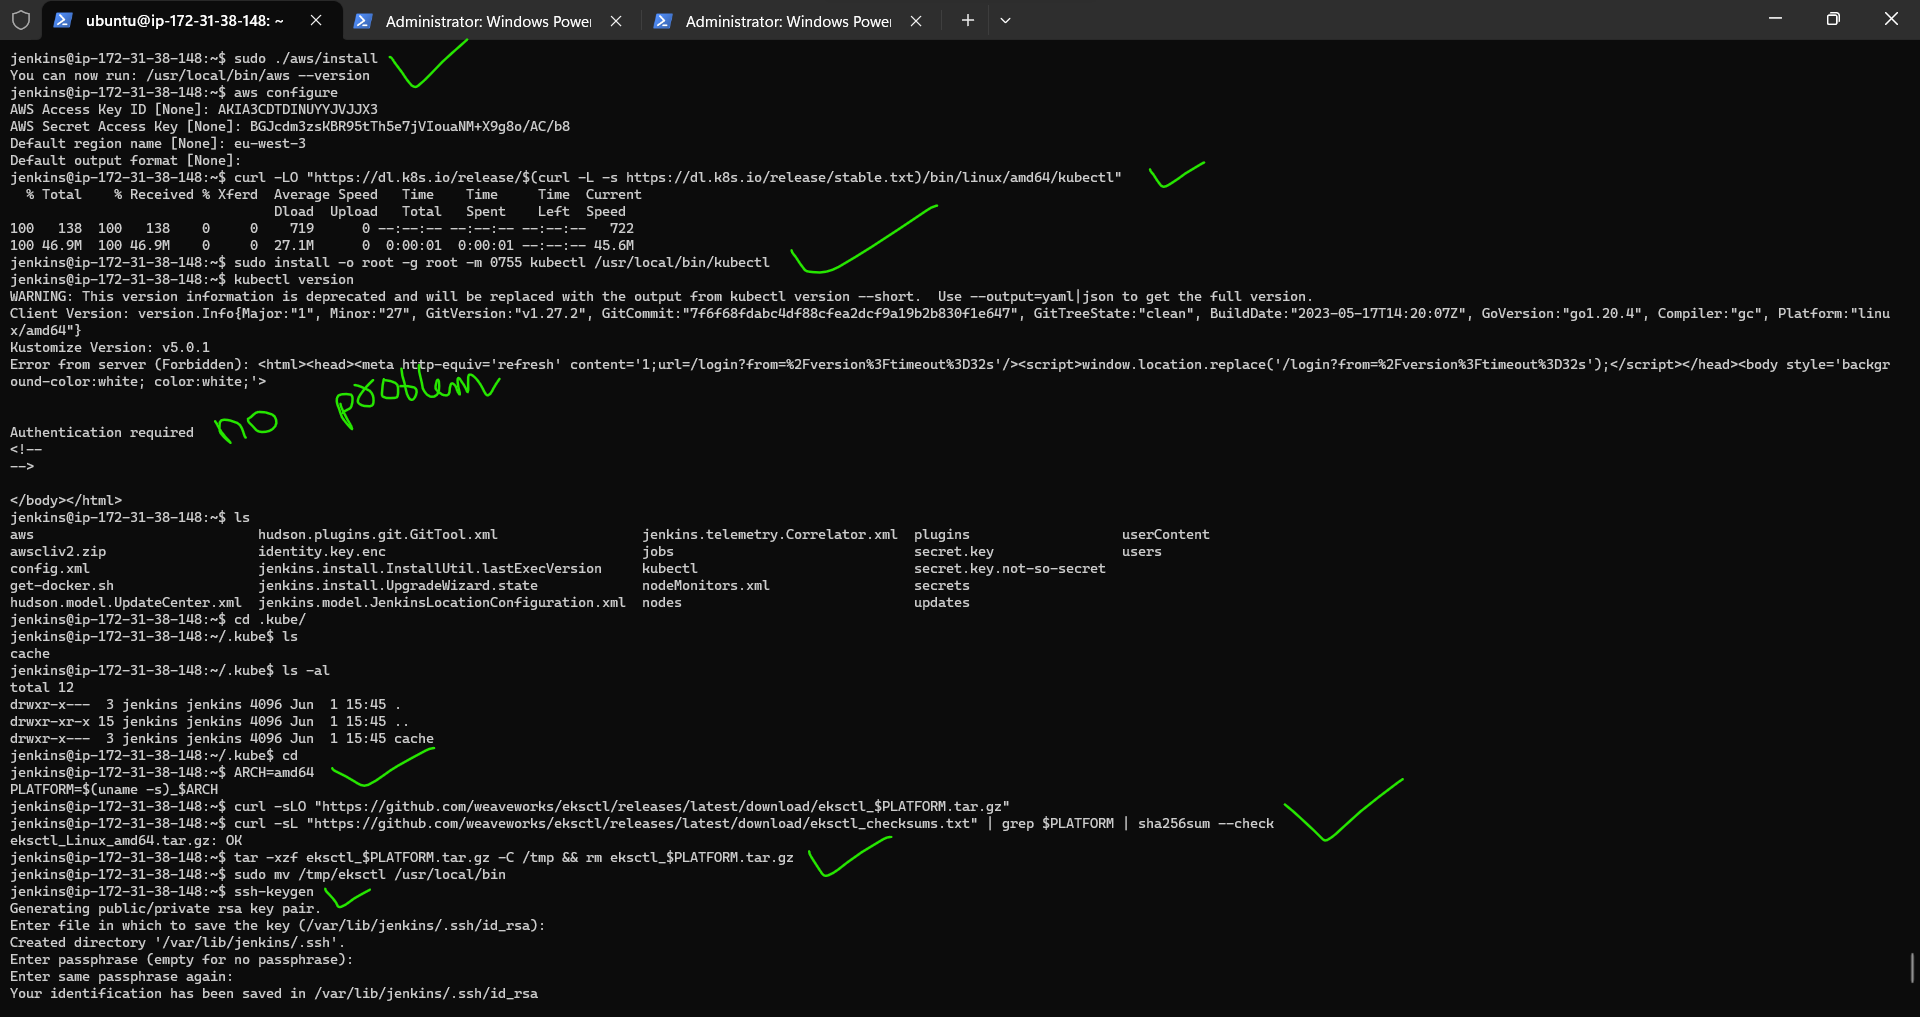 ubuntu@ip-172-31-38-148: ~
Administrator: Windows Power
Administrator: Windows Power
jenkins@ip-172-31-38-148:~$ sudo ./aws/install
You can now run: /usr/local/bin/aws --version
jenkins@ip-172-31-38-148:~$ aws configure
AWS Access Key ID [None]: AKIA3CDTDINUYYJVJJX3
AWS Secret Access Key [None]: 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
Default region name [None]: eu-west-3
Default output format [None]:
jenkins@ip-172-31-38-148:~$ curl -LO "https://dl.k8s.io/release/$(curl -L -s https://dl.k8s.io/release/stable.txt)/bin/linux/amd64/kubectl"
% Total % Received % Xferd Average Speed Time Time Time Current
Dload Upload Total Spent Left Speed
100 138 100 138 0 0 719 0 --:--:-- --:--:-- --:--:-- 722
100 46.9M 100 46.9M 0 0 27.1M 0 0:00:01 0:00:01 --:--:-- 45.6M
jenkins@ip-172-31-38-148:~$ sudo install -o root -g root -m 0755 kubectl /usr/local/bin/kubectl
jenkins@ip-172-31-38-148:~$ kubectl version
WARNING: This version information is deprecated and will be replaced with the output from kubectl version --short. Use --output=yaml|json to get the full version.
Client Version: version.Info{Major:"1", Minor:"27", GitVersion:"v1.27.2", GitCommit:"7f6f68fdabc4df88cfea2dcf9a19b2b830f1e647", GitTreeState:"clean", BuildDate:"2023-05-17T14:20:07Z", GoVersion:"go1.20.4", Compiler:"gc", Platform:"linu
x/amd64"}
Kustomize Version: v5.0.1
Error from server (Forbidden): <html><head><meta http-equiv='refresh' content='1;url=/login?from=%2Fversion%3Ftimeout%3D32s'/><script>window.location.replace('/login?from=%2Fversion%3Ftimeout%3D32s');</script></head><body style='backgr
ound-color:white; color:white;'>
no problem
Authentication required
<!--
-->
</body></html>
jenkins@ip-172-31-38-148:~$ ls
aws hudson.plugins.git.GitTool.xml jenkins.telemetry.Correlator.xml plugins userContent
awscliv2.zip identity.key.enc jobs secret.key users
config.xml jenkins.install.InstallUtil.lastExecVersion kubectl secret.key.not-so-secret
get-docker.sh jenkins.install.UpgradeWizard.state nodeMonitors.xml secrets
hudson.model.UpdateCenter.xml jenkins.model.JenkinsLocationConfiguration.xml nodes updates
jenkins@ip-172-31-38-148:~$ cd .kube/
jenkins@ip-172-31-38-148:~/.kube$ ls
cache
jenkins@ip-172-31-38-148:~/.kube$ ls -al
total 12
drwxr-x--- 3 jenkins jenkins 4096 Jun 1 15:45 .
drwxr-xr-x 15 jenkins jenkins 4096 Jun 1 15:45 ..
drwxr-x--- 3 jenkins jenkins 4096 Jun 1 15:45 cache
jenkins@ip-172-31-38-148:~/.kube$ cd
jenkins@ip-172-31-38-148:~$ ARCH=amd64
PLATFORM=$(uname -s)_$ARCH
jenkins@ip-172-31-38-148:~$ curl -sLO "https://github.com/weaveworks/eksctl/releases/latest/download/eksctl_$PLATFORM.tar.gz"
jenkins@ip-172-31-38-148:~$ curl -sL "https://github.com/weaveworks/eksctl/releases/latest/download/eksctl_checksums.txt" | grep $PLATFORM | sha256sum --check
eksctl_Linux_amd64.tar.gz: OK
jenkins@ip-172-31-38-148:~$ tar -xzf eksctl_$PLATFORM.tar.gz -C /tmp && rm eksctl_$PLATFORM.tar.gz
jenkins@ip-172-31-38-148:~$ sudo mv /tmp/eksctl /usr/local/bin
jenkins@ip-172-31-38-148:~$ ssh-keygen
Generating public/private rsa key pair.
Enter file in which to save the key (/var/lib/jenkins/.ssh/id_rsa):
Created directory '/var/lib/jenkins/.ssh'.
Enter passphrase (empty for no passphrase):
Enter same passphrase again:
Your identification has been saved in /var/lib/jenkins/.ssh/id_rsa